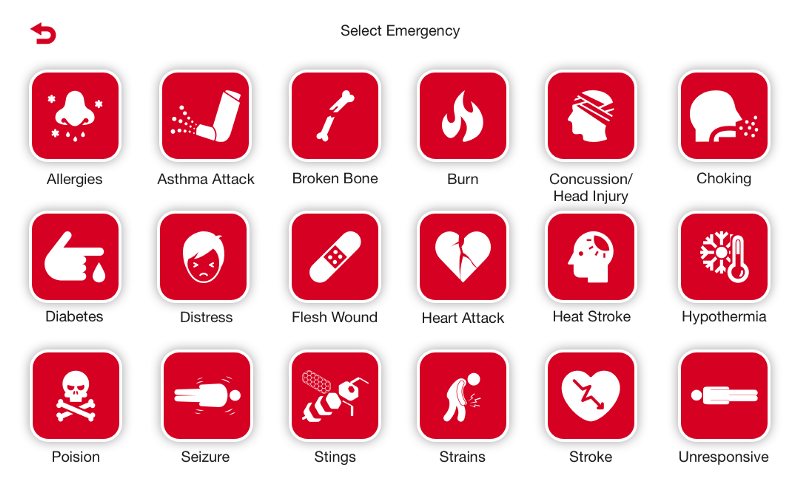 Select Emergency
Allergies
Asthma Attack
Broken Bone
Burn
Concussion/
Head Injury
Choking
Diabetes
Distress
Flesh Wound
Heart Attack
Heat Stroke
Hypothermia
Poision
Seizure
Stings
Strains
Stroke
Unresponsive